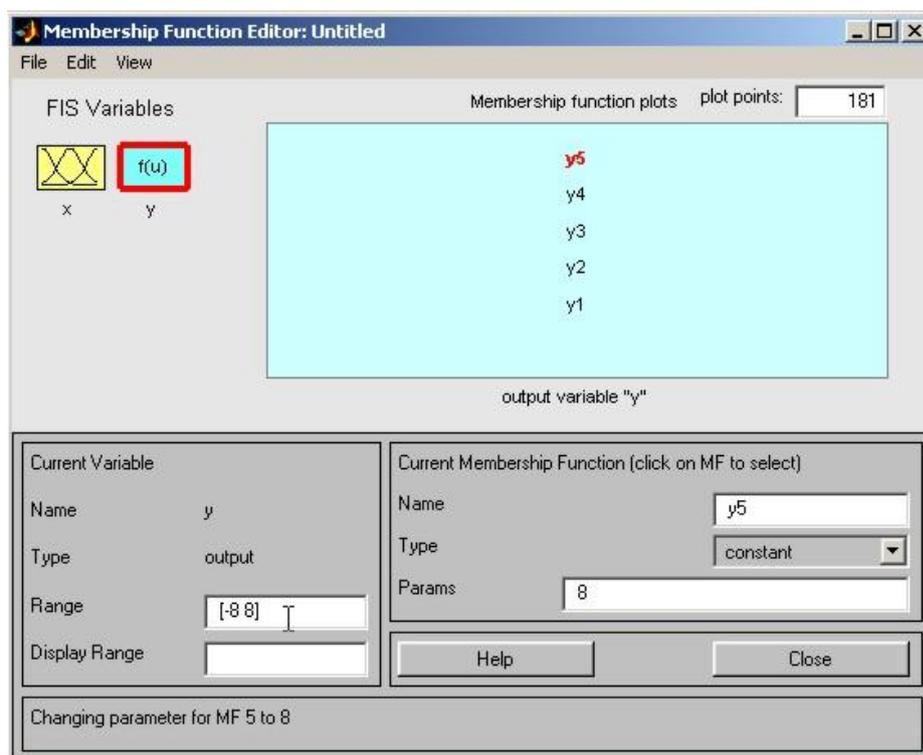 Membership Function Editor: Untitled
File Edit View
FIS Variables
Membership function plots plot points: 181
f(u)
x y
y5
y4
y3
y2
y1
output variable "y"
Current Variable
Name y
Type output
Range [-8 8]
Display Range
Current Membership Function (click on MF to select)
Name y5
Type constant
Params 8
Help Close
Changing parameter for MF 5 to 8